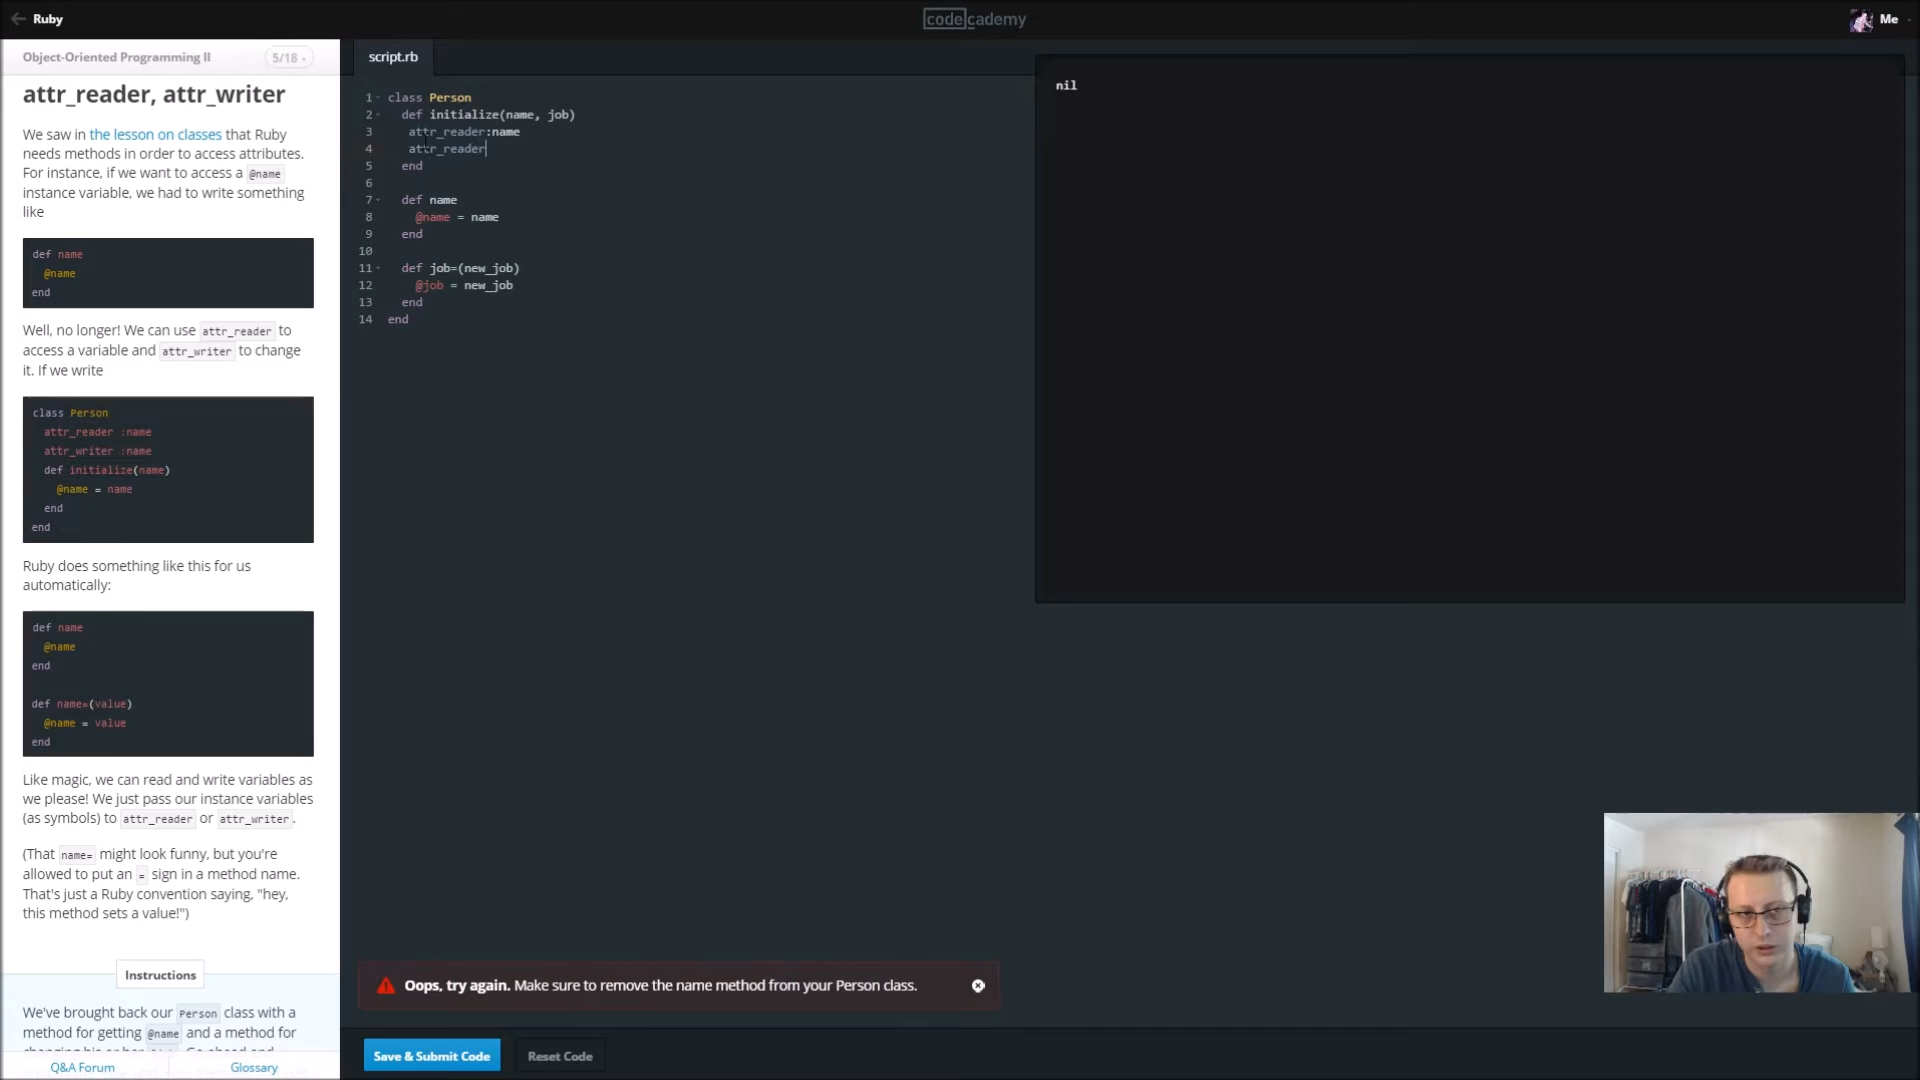 Ruby
codecademy
Me
Object-Oriented Programming II
5/18
script.rb
attr_reader, attr_writer
We saw in the lesson on classes that Ruby
needs methods in order to access attributes.
For instance, if we want to access a @name
instance variable, we had to write something
like
def name
@name
end
Well, no longer! We can use attr_reader to
access a variable and attr_writer to change
it. If we write
class Person
attr_reader :name
attr_writer :name
def initialize(name)
@name = name
end
end
Ruby does something like this for us
automatically:
def name
@name
end
def name=(value)
@name = value
end
Like magic, we can read and write variables as
we please! We just pass our instance variables
(as symbols) to attr_reader or attr_writer.
(That name= might look funny, but you're
allowed to put an = sign in a method name.
That's just a Ruby convention saying, "hey,
this method sets a value!")
Instructions
We've brought back our Person class with a
method for getting @name and a method for
Q&A Forum
Glossary
1 class Person
2 def initialize(name, job)
3 attr_reader:name
4 attr_reader
5 end
6
7 def name
8 @name = name
9 end
10
11 def job=(new_job)
12 @job = new_job
13 end
14 end
nil
Oops, try again. Make sure to remove the name method from your Person class.
Save & Submit Code
Reset Code